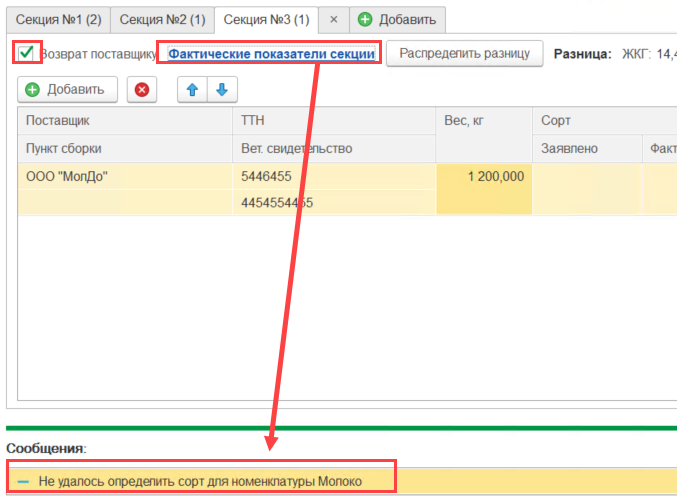 Секция №1 (2) Секция №2 (1) Секция №3 (1) × Добавить
Возврат поставщику Фактические показатели секции Распределить разницу Разница: ЖКГ: 14,4
Добавить
Поставщик ТТН Вес, кг Сорт
Пункт сборки Вет. свидетельство Заявлено Факт
ООО "МолДо" 5446455 1 200,000
4454554455
Сообщения:
Не удалось определить сорт для номенклатуры Молоко